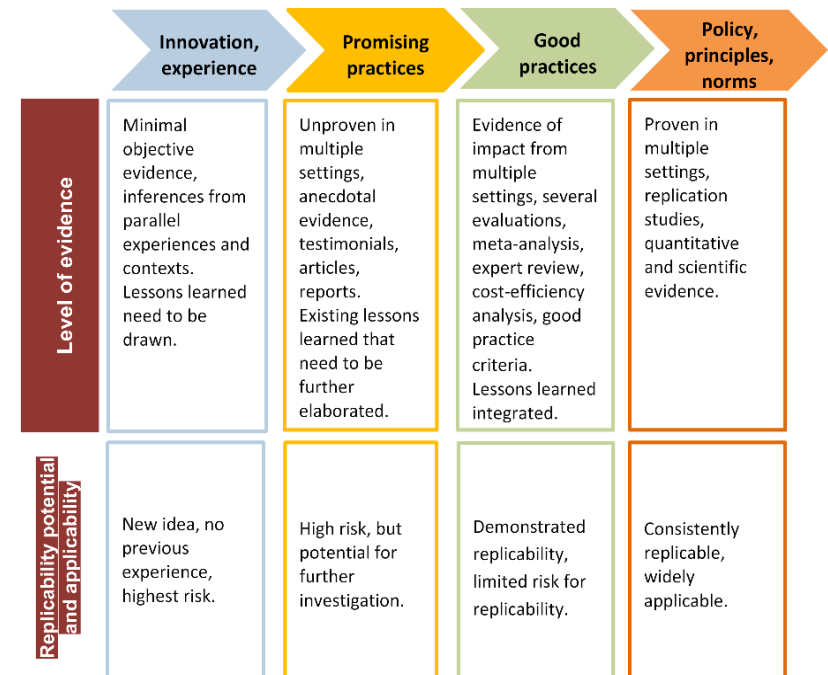 Innovation,
experience
Promising
practices
Good
practices
Policy,
principles,
norms
Level of evidence
Minimal
objective
evidence,
inferences from
parallel
experiences and
contexts.
Lessons learned
need to be
drawn.
Unproven in
multiple
settings,
anecdotal
evidence,
testimonials,
articles,
reports.
Existing lessons
learned that
need to be
further
elaborated.
Evidence of
impact from
multiple
settings, several
evaluations,
meta-analysis,
expert review,
cost-efficiency
analysis, good
practice
criteria.
Lessons learned
integrated.
Proven in
multiple
settings,
replication
studies,
quantitative
and scientific
evidence.
Replicability potential
and applicability
New idea, no
previous
experience,
highest risk.
High risk, but
potential for
further
investigation.
Demonstrated
replicability,
limited risk for
replicability.
Consistently
replicable,
widely
applicable.